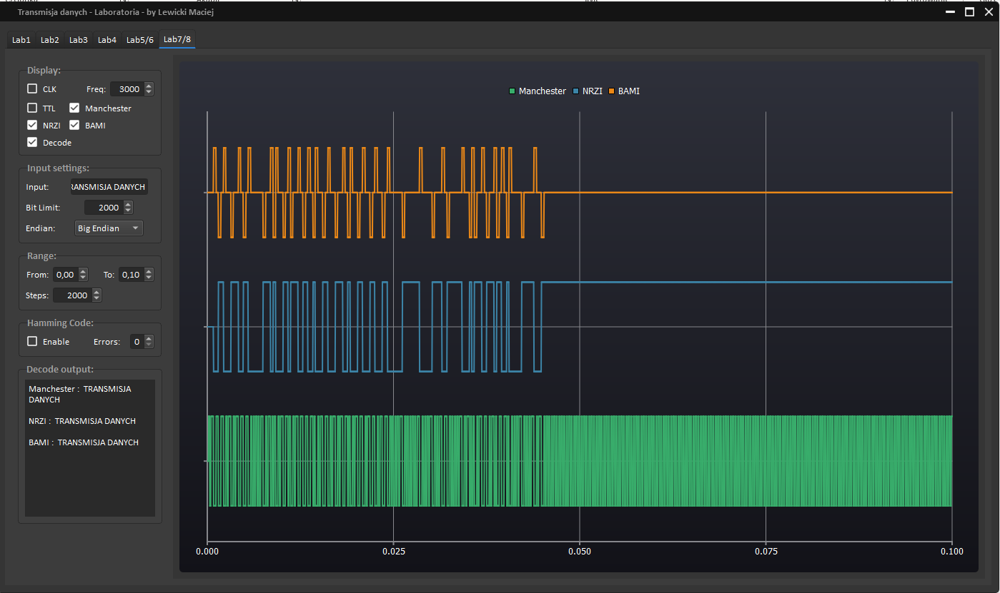 Transmisja danych - Laboratoria - by Lewicki Maciej
Lab1 Lab2 Lab3 Lab4 Lab5/6 Lab7/8
Display:
CLK Freq: 3000
TTL Manchester
NRZI BAMI
Decode
Input settings:
Input: RANSMISJA DANYCH
Bit Limit: 2000
Endian: Big Endian
Range:
From: 0,00 To: 0,10
Steps: 2000
Hamming Code:
Enable Errors: 0
Decode output:
Manchester : TRANSMISJA
DANYCH
NRZI : TRANSMISJA DANYCH
BAMI : TRANSMISJA DANYCH
Manchester NRZI BAMI
0.000 0.025 0.050 0.075 0.100